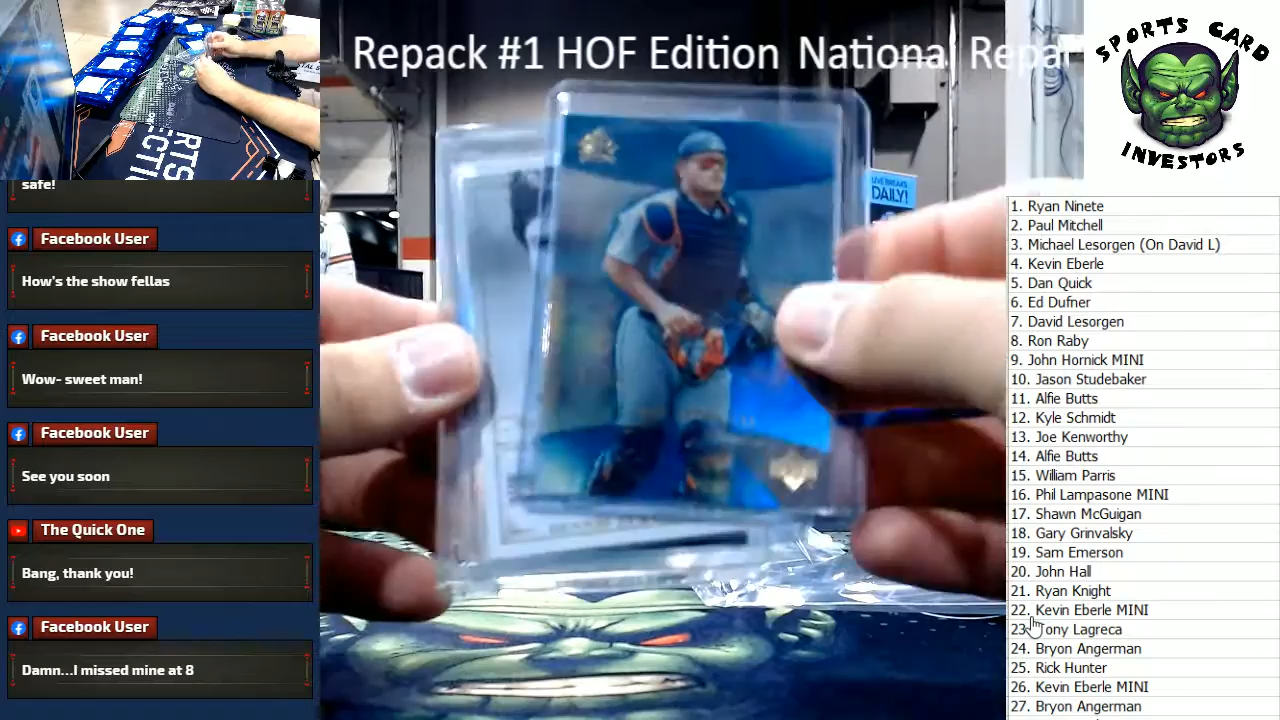 Repack #1 HOF Edition National Repa
SPORTS CARD
INVESTORS
LIVE BREAKS
DAILY!
RTS
safe!
Facebook User
How's the show fellas
Facebook User
Wow- sweet man!
Facebook User
See you soon
The Quick One
Bang, thank you!
Facebook User
Damn...I missed mine at 8
1. Ryan Ninete
2. Paul Mitchell
3. Michael Lesorgen (On David L)
4. Kevin Eberle
5. Dan Quick
6. Ed Dufner
7. David Lesorgen
8. Ron Raby
9. John Hornick MINI
10. Jason Studebaker
11. Alfie Butts
12. Kyle Schmidt
13. Joe Kenworthy
14. Alfie Butts
15. William Parris
16. Phil Lampasone MINI
17. Shawn McGuigan
18. Gary Grinvalsky
19. Sam Emerson
20. John Hall
21. Ryan Knight
22. Kevin Eberle MINI
23. Tony Lagreca
24. Bryon Angerman
25. Rick Hunter
26. Kevin Eberle MINI
27. Bryon Angerman